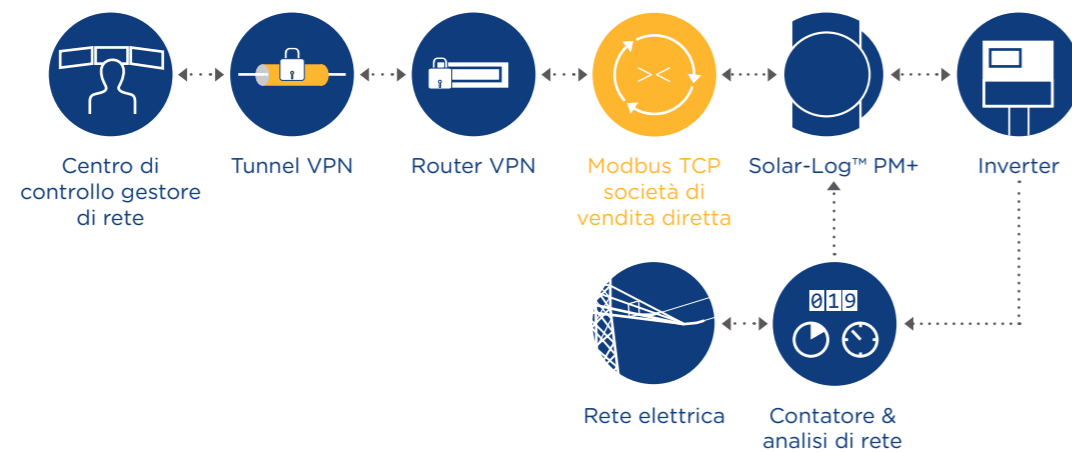 Centro di
controllo gestore
di rete
Tunnel VPN
Router VPN
Modbus TCP
società di
vendita diretta
Solar-Log™ PM+
Inverter
019
Rete elettrica
Contatore &
analisi di rete